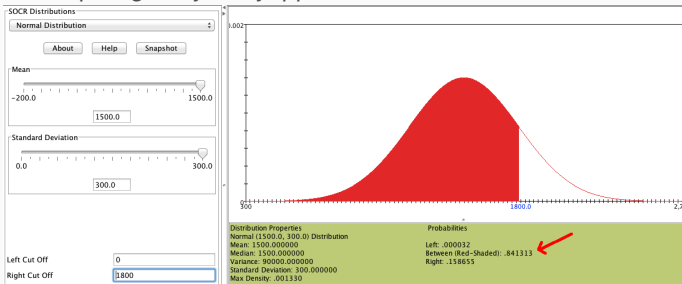 SOCR Distributions
Normal Distribution
About Help Snapshot
Mean
-200.0 1500.0
1500.0
Standard Deviation
0.0 300.0
300.0
Left Cut Off 0
Right Cut Off 1800
0.002
300 1800.0 2,7
Distribution Properties
Normal (1500.0, 300.0) Distribution
Mean: 1500.000000
Median: 1500.000000
Variance: 90000.000000
Standard Deviation: 300.000000
Max Density: .001330
Probabilities
Left: .000032
Between (Red-Shaded): .841313
Right: .158655